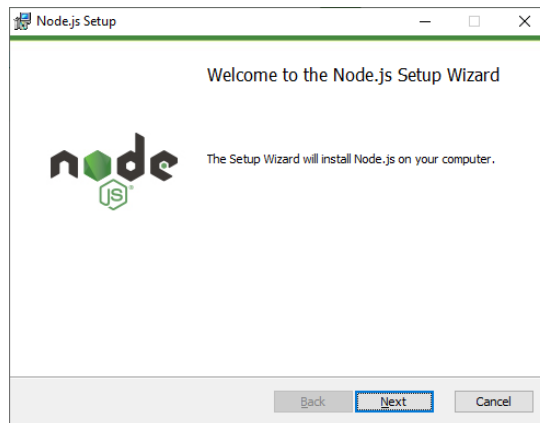 Node.js Setup
Welcome to the Node.js Setup Wizard
node
JS
The Setup Wizard will install Node.js on your computer.
Back
Next
Cancel